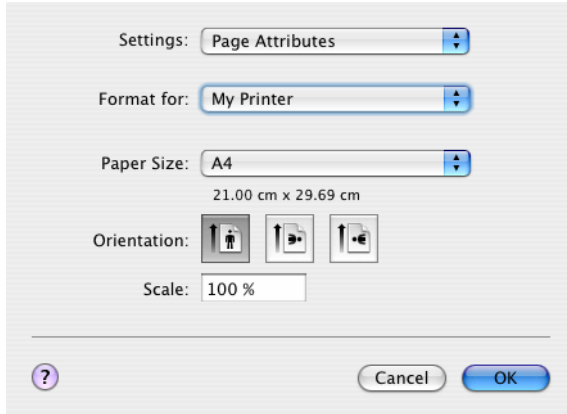 Settings: Page Attributes
Format for: My Printer
Paper Size: A4
21.00 cm x 29.69 cm
Orientation:
Scale: 100 %
? Cancel OK